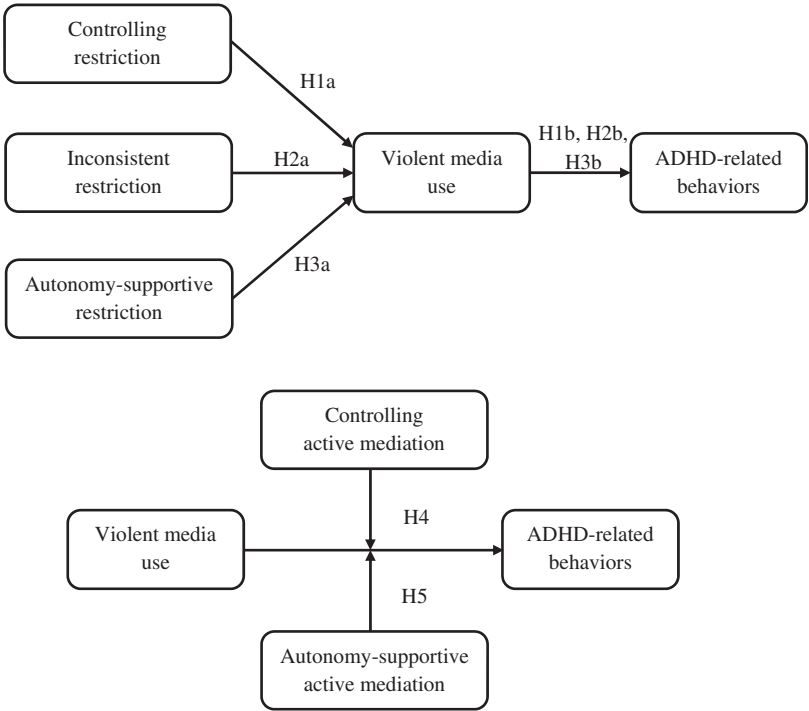 Controlling
restriction
H1a
Inconsistent
restriction
H2a
Autonomy-supportive
restriction
H3a
Violent media
use
H1b, H2b,
H3b
ADHD-related
behaviors
Controlling
active mediation
H4
Violent media
use
ADHD-related
behaviors
H5
Autonomy-supportive
active mediation